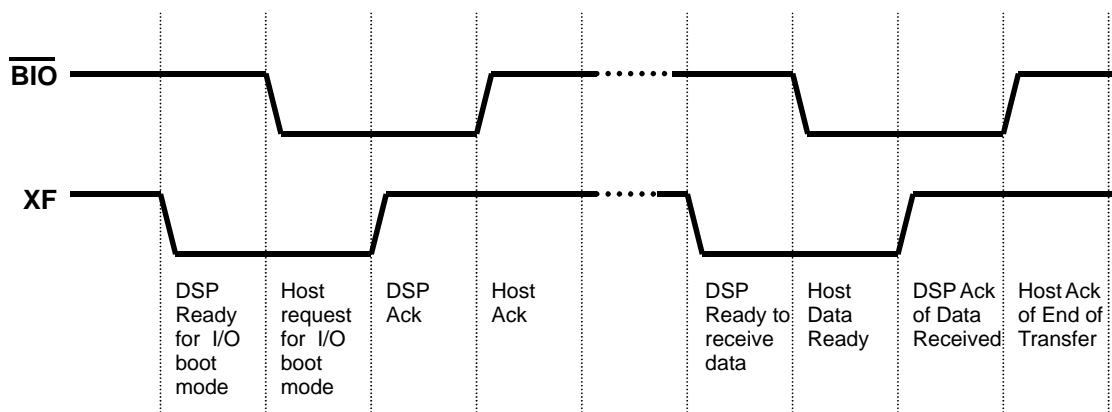 BIO
XF
DSP
Ready
for I/O
boot
mode
Host
request
for I/O
boot
mode
DSP
Ack
Host
Ack
DSP
Ready to
receive
data
Host
Data
Ready
DSP Ack
of Data
Received
Host Ack
of End of
Transfer